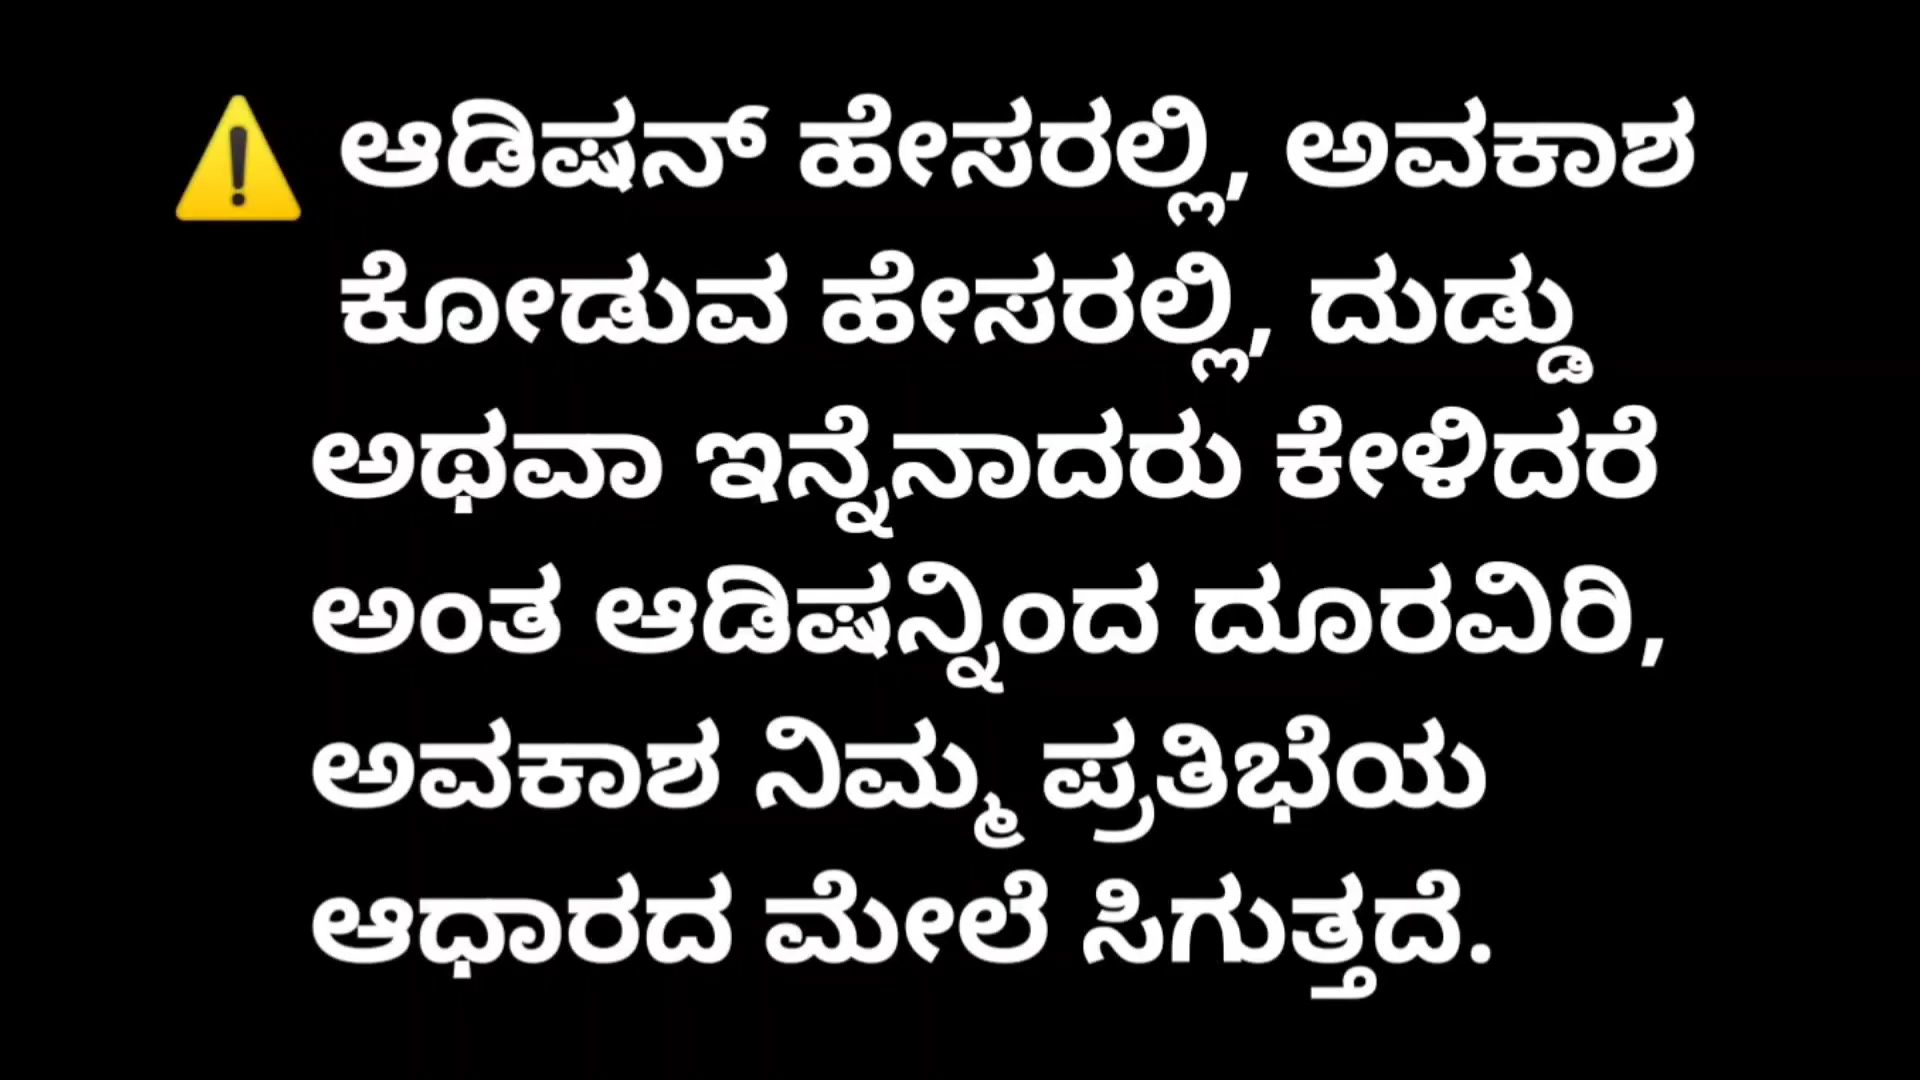 ⚠️ ಆಡಿಷನ್ ಹೇಸರಲ್ಲಿ, ಅವಕಾಶ
ಕೋಡುವ ಹೇಸರಲ್ಲಿ, ದುಡ್ಡು
ಅಥವಾ ಇನ್ನೆನಾದರು ಕೇಳಿದರೆ
ಅಂತ ಆಡಿಷನ್ನಿಂದ ದೂರವಿರಿ,
ಅವಕಾಶ ನಿಮ್ಮ ಪ್ರತಿಭೆಯ
ಆಧಾರದ ಮೇಲೆ ಸಿಗುತ್ತದೆ.